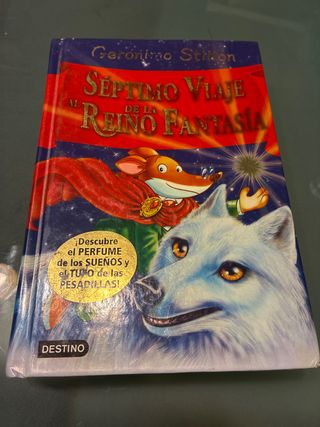 Geronimo Stilton
SÉPTIMO VIAJE
AL REINO DE LA FANTASÍA
¡Descubre
el PERFUME
de los SUEÑOS y
el TUFO de las
PESADILLAS!
DESTINO